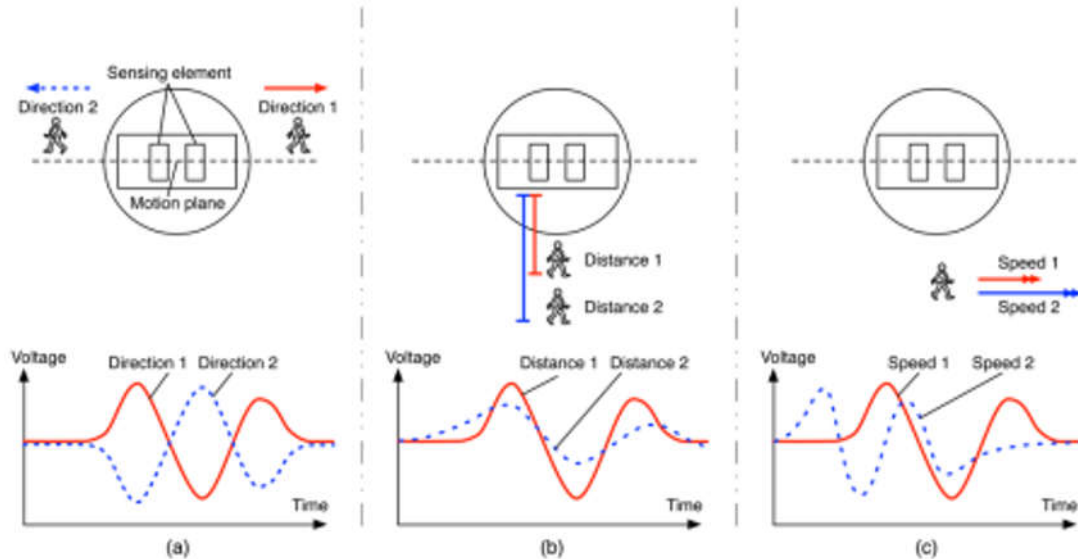 Sensing element
Direction 2
Direction 1
Motion plane
Distance 1
Distance 2
Speed 1
Speed 2
Voltage
Direction 1
Direction 2
Time
(a)
Voltage
Distance 1
Distance 2
Time
(b)
Voltage
Speed 1
Speed 2
Time
(c)